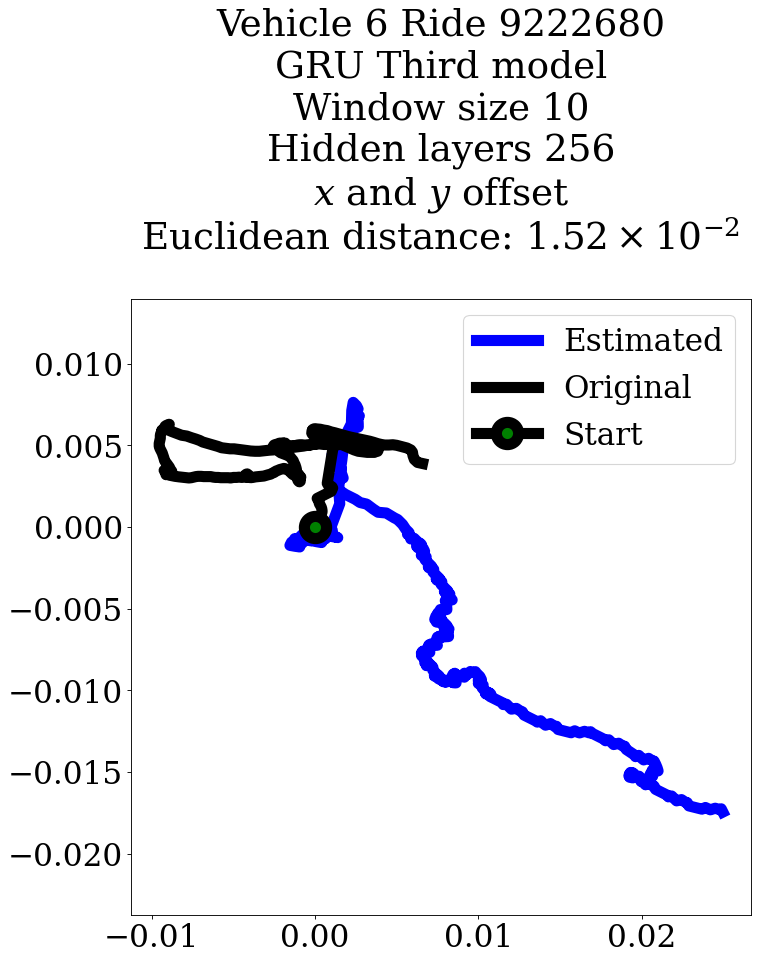 Vehicle 6 Ride 9222680
GRU Third model
Window size 10
Hidden layers 256
x and y offset
Euclidean distance: 1.52 × 10⁻²
Estimated
Original
Start
0.010
0.005
0.000
−0.005
−0.010
−0.015
−0.020
−0.01 0.00 0.01 0.02